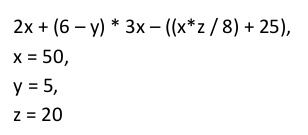 2x + (6 – y) * 3x – ((x*z / 8) + 25),
x = 50,
y = 5,
z = 20